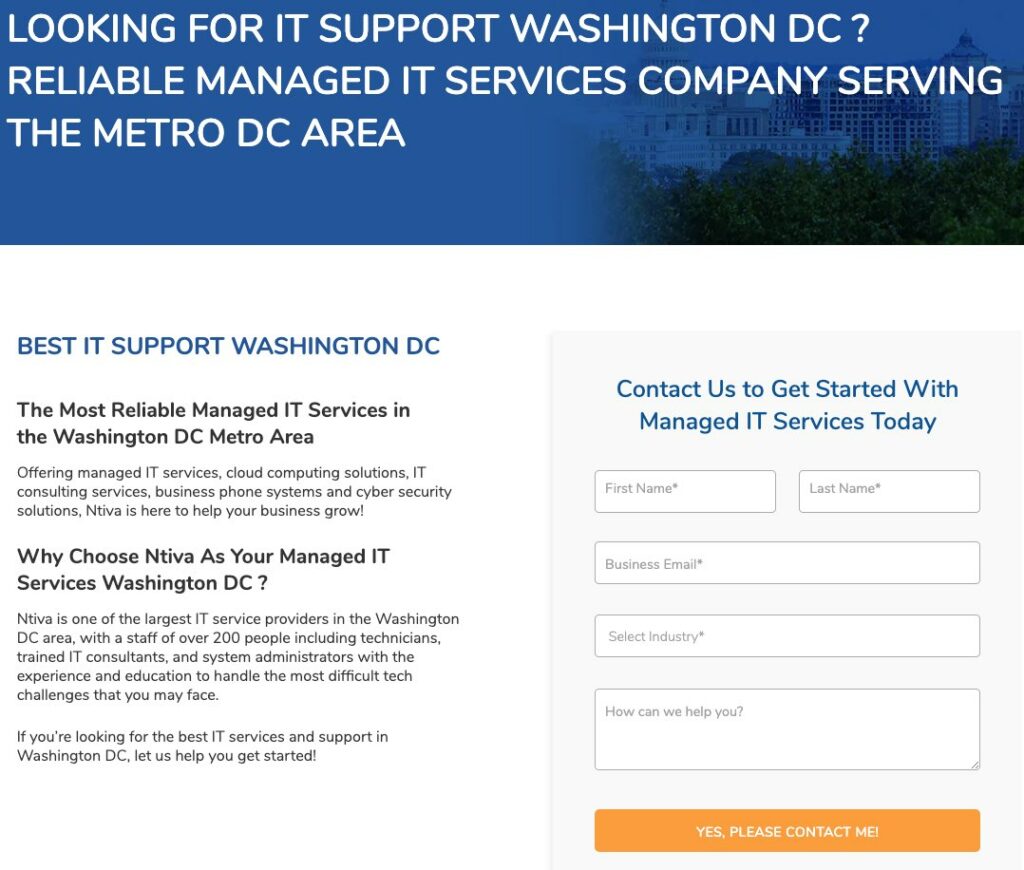 LOOKING FOR IT SUPPORT WASHINGTON DC ?
RELIABLE MANAGED IT SERVICES COMPANY SERVING
THE METRO DC AREA
BEST IT SUPPORT WASHINGTON DC
The Most Reliable Managed IT Services in
the Washington DC Metro Area
Offering managed IT services, cloud computing solutions, IT
consulting services, business phone systems and cyber security
solutions, Ntiva is here to help your business grow!
Why Choose Ntiva As Your Managed IT
Services Washington DC ?
Ntiva is one of the largest IT service providers in the Washington
DC area, with a staff of over 200 people including technicians,
trained IT consultants, and system administrators with the
experience and education to handle the most difficult tech
challenges that you may face.
If you’re looking for the best IT services and support in
Washington DC, let us help you get started!
Contact Us to Get Started With
Managed IT Services Today
First Name*
Last Name*
Business Email*
Select Industry*
How can we help you?
YES, PLEASE CONTACT ME!